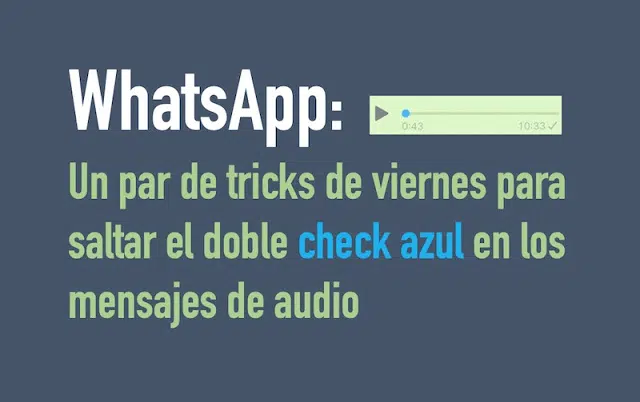 WhatsApp:
0:43 10:33
Un par de tricks de viernes para
saltar el doble check azul en los
mensajes de audio